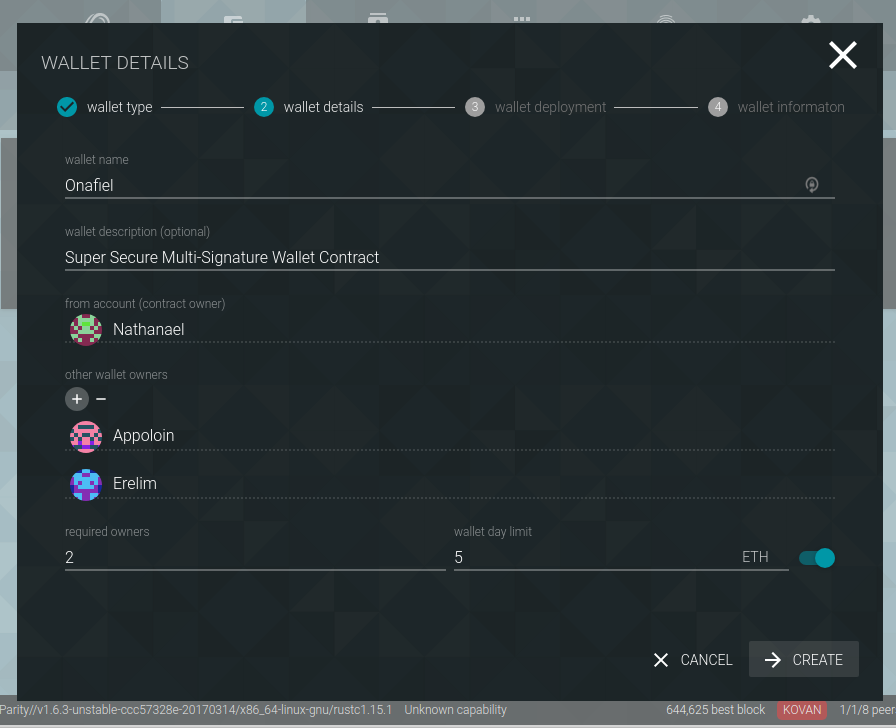 WALLET DETAILS
wallet type 2 wallet details 3 wallet deployment 4 wallet informaton
wallet name
Onafiel
wallet description (optional)
Super Secure Multi-Signature Wallet Contract
from account (contract owner)
Nathanael
other wallet owners
Appoloin
Erelim
required owners wallet day limit
2 5 ETH
CANCEL CREATE
Parity//v1.6.3-unstable-ccc57328e-20170314/x86_64-linux-gnu/rustc1.15.1 Unknown capability 644,625 best block KOVAN 1/1/8 peer